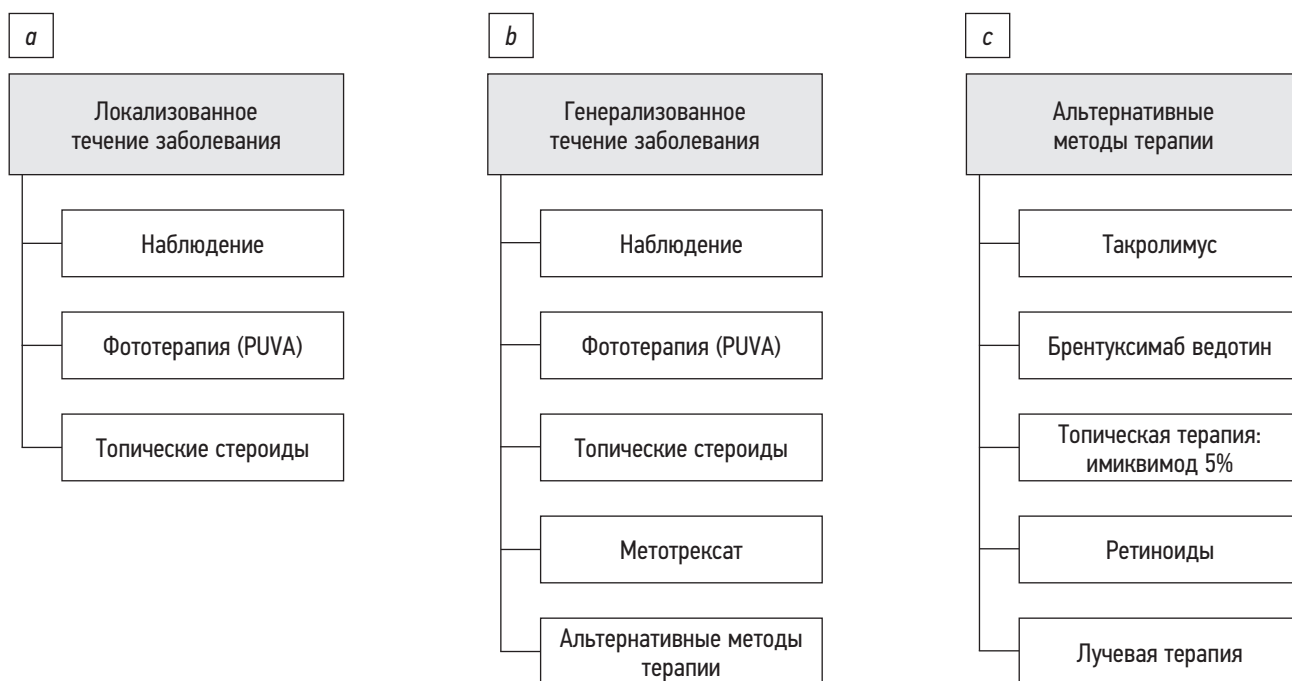 a
Локализованное
течение заболевания
Наблюдение
Фототерапия (PUVA)
Топические стероиды
b
Генерализованное
течение заболевания
Наблюдение
Фототерапия (PUVA)
Топические стероиды
Метотрексат
Альтернативные методы
терапии
c
Альтернативные
методы терапии
Такролимус
Брентуксимаб ведотин
Топическая терапия:
имиквимод 5%
Ретиноиды
Лучевая терапия